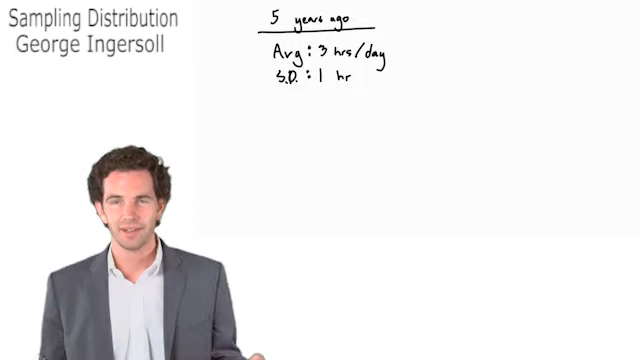 Sampling Distribution
George Ingersoll
5 years ago
Avg: 3 hrs/day
S.D.: 1 hr